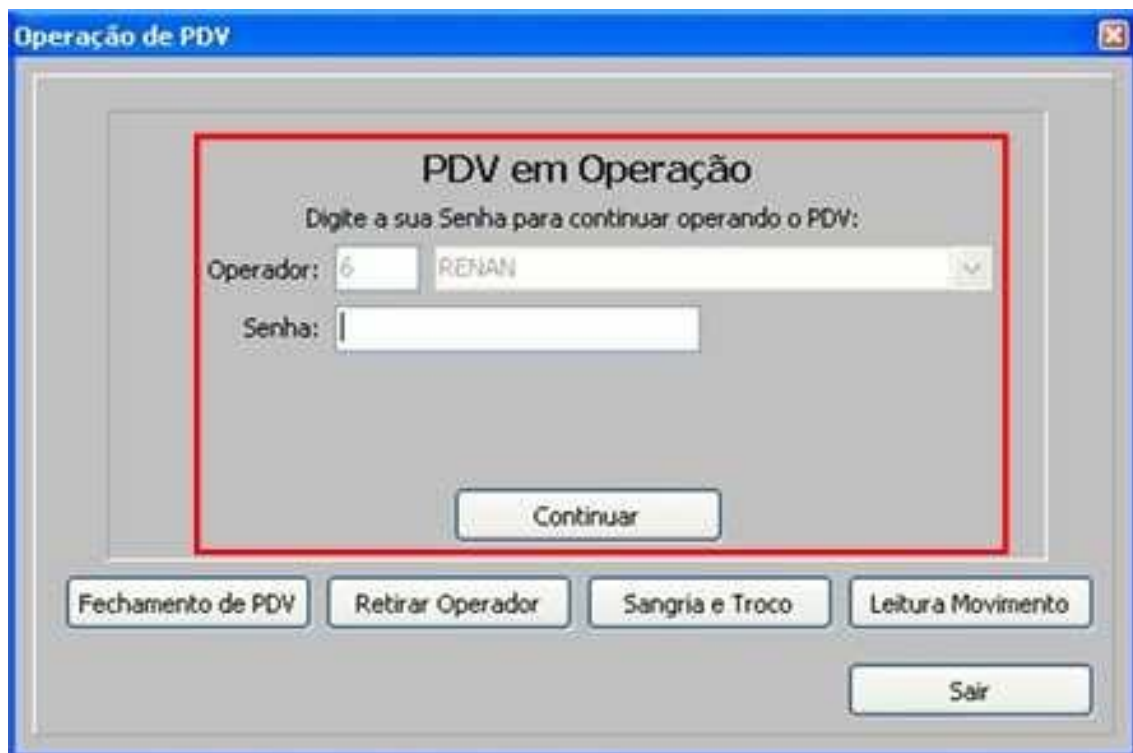 Operação de PDV
PDV em Operação
Digite a sua Senha para continuar operando o PDV:
Operador: 6 RENAN
Senha:
Continuar
Fechamento de PDV Retirar Operador Sangria e Troco Leitura Movimento
Sair